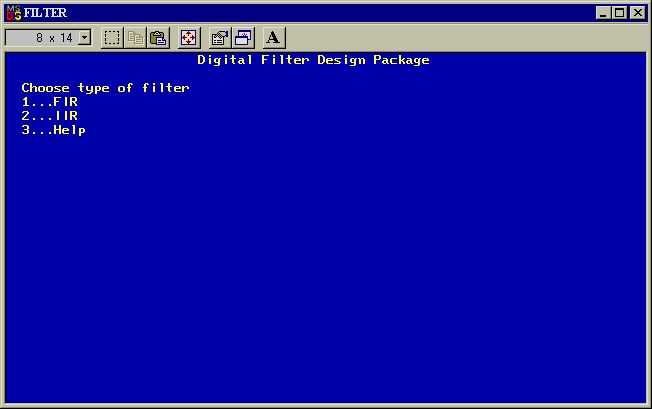 FILTER
8 x 14
A
Digital Filter Design Package
Choose type of filter
1...FIR
2...IIR
3...Help